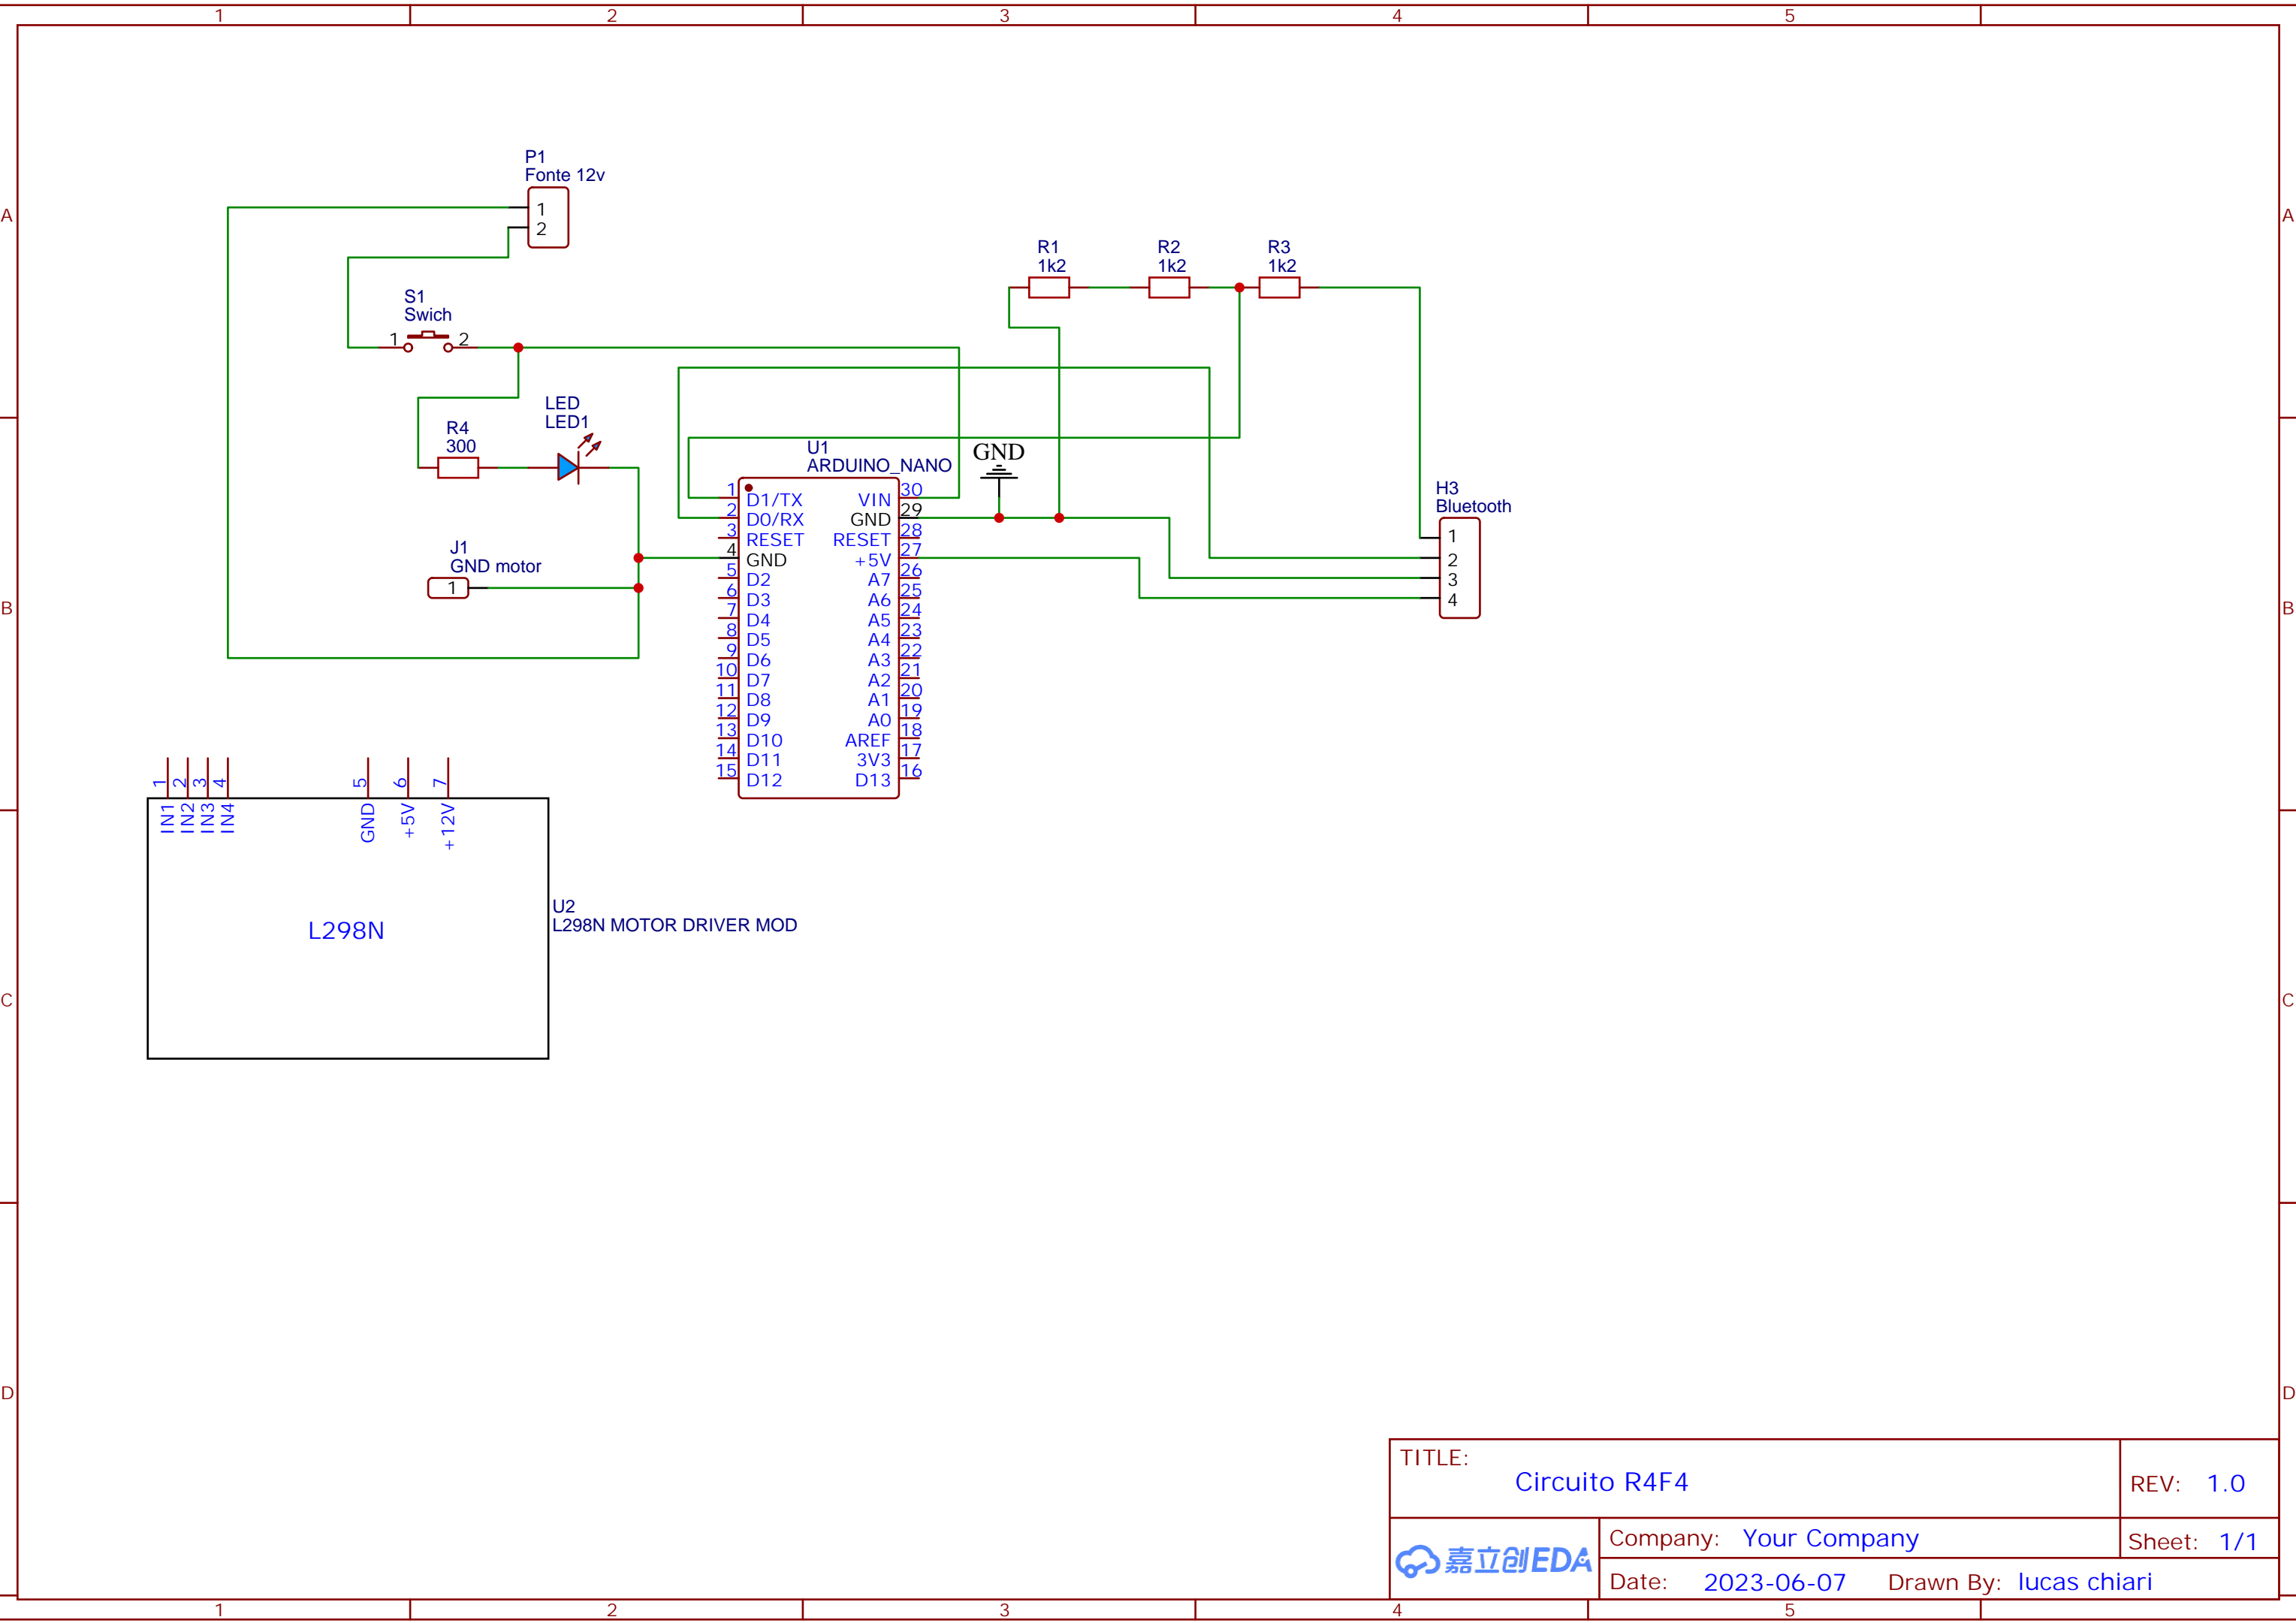 1 2 3 4 5
A A
P1
Fonte 12v
1
2
R1 R2 R3
1k2 1k2 1k2
S1
Swich
1 2
LED
LED1
R4
300
U1
ARDUINO_NANO
GND
H3
Bluetooth
1
2
3
4
J1
GND motor
1
B B
1 D1/TX VIN 30
2 D0/RX GND 29
3 RESET RESET 28
4 GND +5V 27
5 D2 A7 26
6 D3 A6 25
7 D4 A5 24
8 D5 A4 23
9 D6 A3 22
10 D7 A2 21
11 D8 A1 20
12 D9 A0 19
13 D10 AREF 18
14 D11 3V3 17
15 D12 D13 16
1 2 3 4 5 6 7
IN1 IN2 IN3 IN4 GND +5V +12V
L298N
U2
L298N MOTOR DRIVER MOD
C C
D D
TITLE:
Circuito R4F4
REV: 1.0
嘉立创EDA
Company: Your Company
Sheet: 1/1
Date: 2023-06-07 Drawn By: lucas chiari
1 2 3 4 5